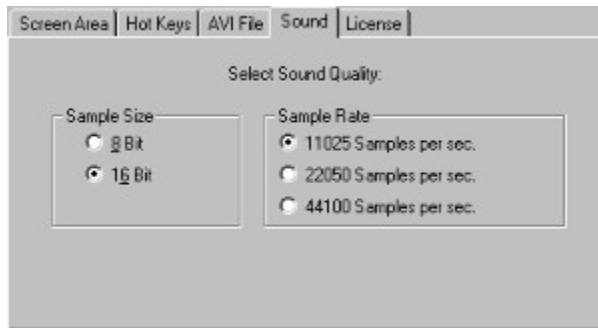 Screen Area Hot Keys AVI File Sound License
Select Sound Quality:
Sample Size
8 Bit
16 Bit
Sample Rate
11025 Samples per sec.
22050 Samples per sec.
44100 Samples per sec.